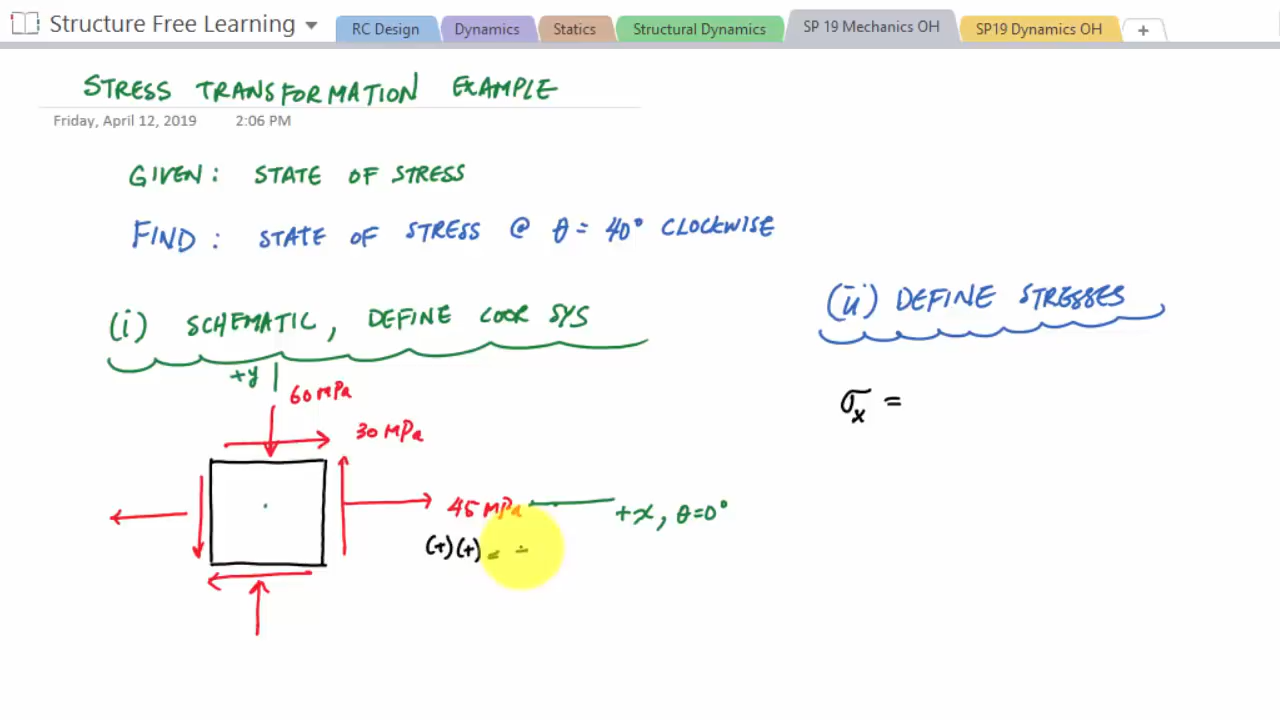 Structure Free Learning
RC Design
Dynamics
Statics
Structural Dynamics
SP 19 Mechanics OH
SP19 Dynamics OH
+
STRESS TRANSFORMATION EXAMPLE
Friday, April 12, 2019 2:06 PM
GIVEN: STATE OF STRESS
FIND: STATE OF STRESS @ θ = 40° CLOCKWISE
(i) SCHEMATIC, DEFINE COOR SYS
(ii) DEFINE STRESSES
+y
60 MPa
30 MPa
σx =
45 MPa
+x, θ=0°
(+)(+) = +